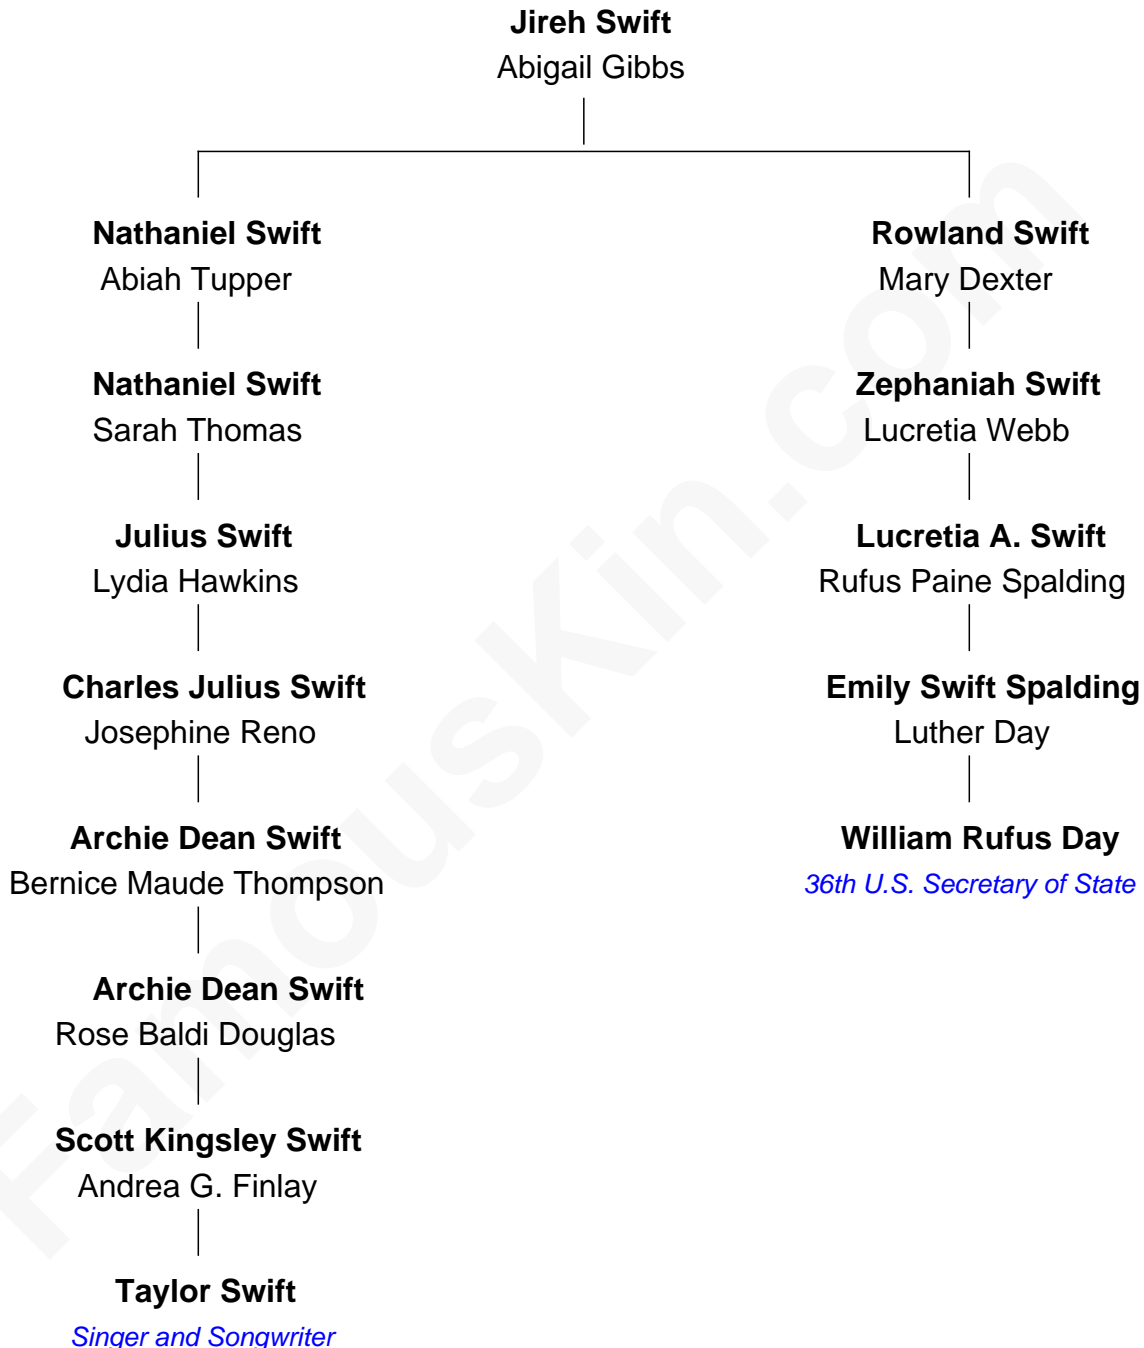 Jireh Swift
Abigail Gibbs
Nathaniel Swift
Abiah Tupper
Rowland Swift
Mary Dexter
Nathaniel Swift
Sarah Thomas
Zephaniah Swift
Lucretia Webb
Julius Swift
Lydia Hawkins
Lucretia A. Swift
Rufus Paine Spalding
Charles Julius Swift
Josephine Reno
Emily Swift Spalding
Luther Day
Archie Dean Swift
Bernice Maude Thompson
William Rufus Day
36th U.S. Secretary of State
Archie Dean Swift
Rose Baldi Douglas
Scott Kingsley Swift
Andrea G. Finlay
Taylor Swift
Singer and Songwriter
FamousKin.com